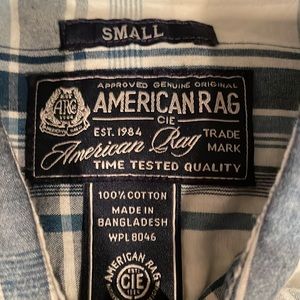 SMALL
APPROVED GENUINE ORIGINAL
AMERICAN RAG
CIE
ARC
EST. 1984
TRADE
MARK
American Rag
TIME TESTED QUALITY
100% COTTON
MADE IN
BANGLADESH
WPL 8046
AMERICAN RAG
CIE